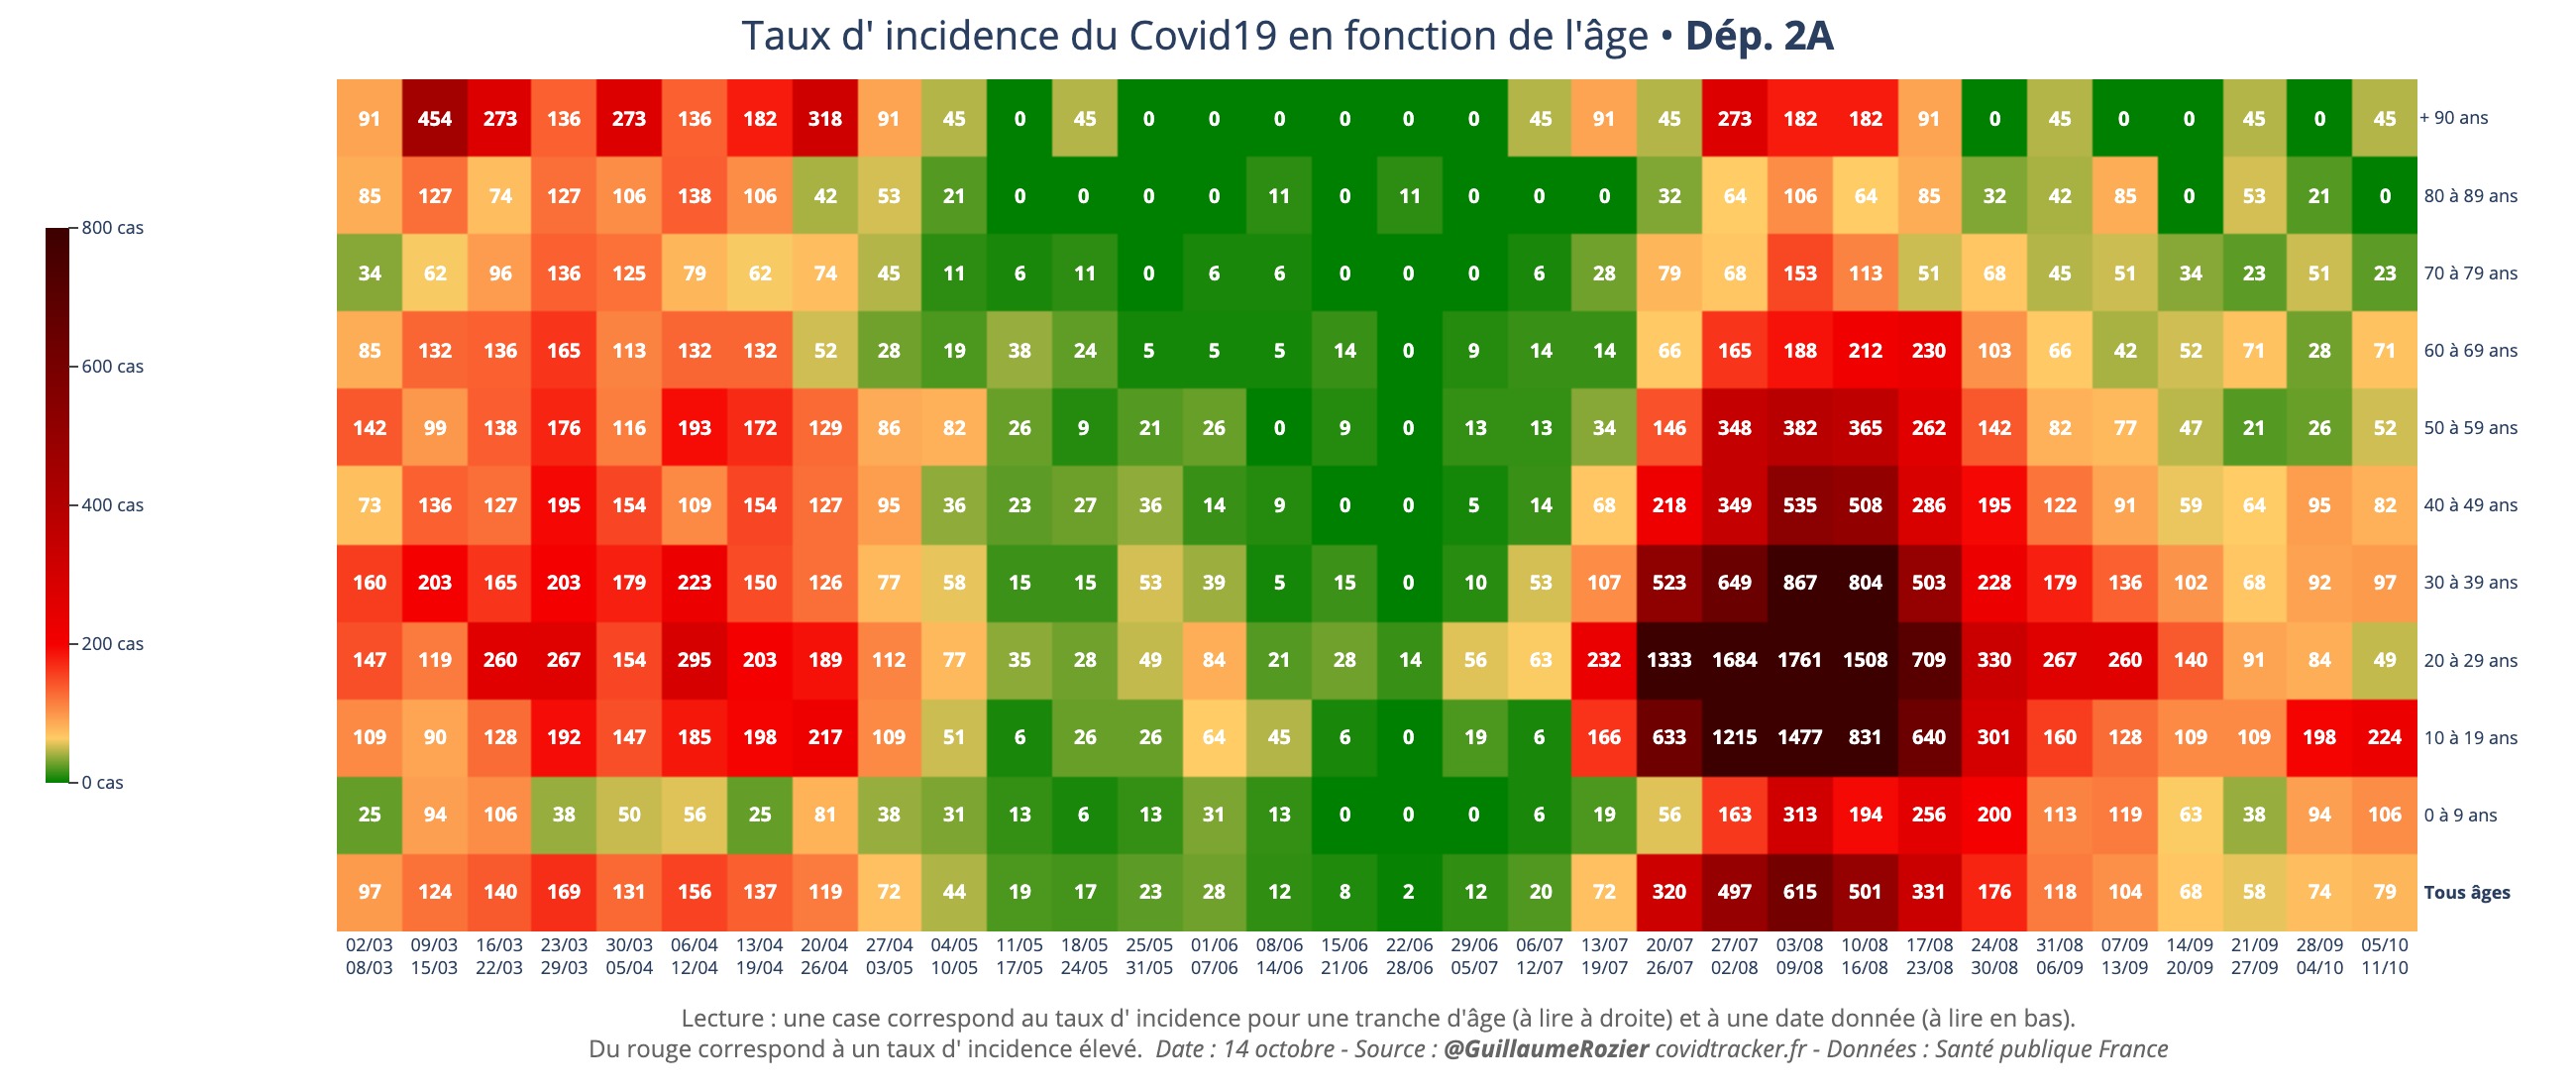 Taux d' incidence du Covid19 en fonction de l'âge • Dép. 2A
800 cas
600 cas
400 cas
200 cas
0 cas
91 454 273 136 273 136 182 318 91 45 0 45 0 0 0 0 0 0 45 91 45 273 182 182 91 0 45 0 0 45 0 45 + 90 ans
85 127 74 127 106 138 106 42 53 21 0 0 0 0 11 0 11 0 0 0 32 64 106 64 85 32 42 85 0 53 21 0 80 à 89 ans
34 62 96 136 125 79 62 74 45 11 6 11 0 6 6 0 0 0 6 28 79 68 153 113 51 68 45 51 34 23 51 23 70 à 79 ans
85 132 136 165 113 132 132 52 28 19 38 24 5 5 5 14 0 9 14 14 66 165 188 212 230 103 66 42 52 71 28 71 60 à 69 ans
142 99 138 176 116 193 172 129 86 82 26 9 21 26 0 9 0 13 13 34 146 348 382 365 262 142 82 77 47 21 26 52 50 à 59 ans
73 136 127 195 154 109 154 127 95 36 23 27 36 14 9 0 0 5 14 68 218 349 535 508 286 195 122 91 59 64 95 82 40 à 49 ans
160 203 165 203 179 223 150 126 77 58 15 15 53 39 5 15 0 10 53 107 523 649 867 804 503 228 179 136 102 68 92 97 30 à 39 ans
147 119 260 267 154 295 203 189 112 77 35 28 49 84 21 28 14 56 63 232 1333 1684 1761 1508 709 330 267 260 140 91 84 49 20 à 29 ans
109 90 128 192 147 185 198 217 109 51 6 26 26 64 45 6 0 19 6 166 633 1215 1477 831 640 301 160 128 109 109 198 224 10 à 19 ans
25 94 106 38 50 56 25 81 38 31 13 6 13 31 13 0 0 0 6 19 56 163 313 194 256 200 113 119 63 38 94 106 0 à 9 ans
97 124 140 169 131 156 137 119 72 44 19 17 23 28 12 8 2 12 20 72 320 497 615 501 331 176 118 104 68 58 74 79 Tous âges
02/03 09/03 16/03 23/03 30/03 06/04 13/04 20/04 27/04 04/05 11/05 18/05 25/05 01/06 08/06 15/06 22/06 29/06 06/07 13/07 20/07 27/07 03/08 10/08 17/08 24/08 31/08 07/09 14/09 21/09 28/09 05/10
08/03 15/03 22/03 29/03 05/04 12/04 19/04 26/04 03/05 10/05 17/05 24/05 31/05 07/06 14/06 21/06 28/06 05/07 12/07 19/07 26/07 02/08 09/08 16/08 23/08 30/08 06/09 13/09 20/09 27/09 04/10 11/10
Lecture : une case correspond au taux d' incidence pour une tranche d'âge (à lire à droite) et à une date donnée (à lire en bas).
Du rouge correspond à un taux d' incidence élevé. Date : 14 octobre - Source : @GuillaumeRozier covidtracker.fr - Données : Santé publique France